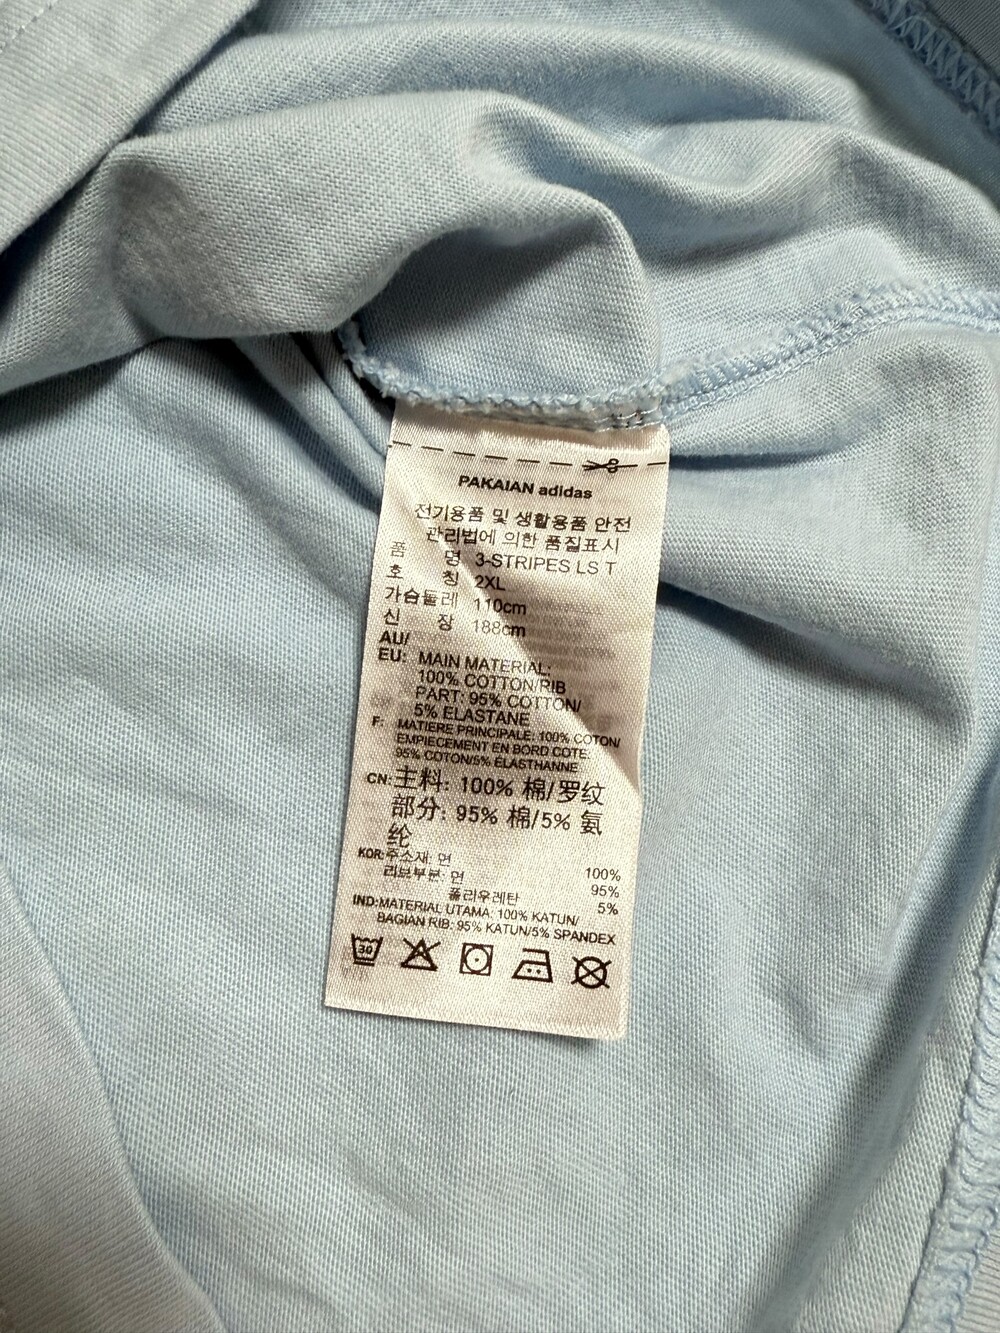 PAKAIAN adidas
전기용품 및 생활용품 안전
관리법에 의한 품질표시
품 명 3-STRIPES LS T
호 칭 2XL
가슴둘레 110cm
신 장 188cm
AU/
EU: MAIN MATERIAL:
100% COTTON/RIB
PART: 95% COTTON/
5% ELASTANE
F: MATIERE PRINCIPALE: 100% COTON/
EMPIECEMENT EN BORD COTE:
95% COTON/5% ÉLASTHANNE
CN: 主料: 100% 棉/罗纹
部分: 95% 棉/5% 氨
纶
KOR: 주소재: 면 100%
리브부분: 면 95%
폴리우레탄 5%
IND: MATERIAL UTAMA: 100% KATUN/
BAGIAN RIB: 95% KATUN/5% SPANDEX
30